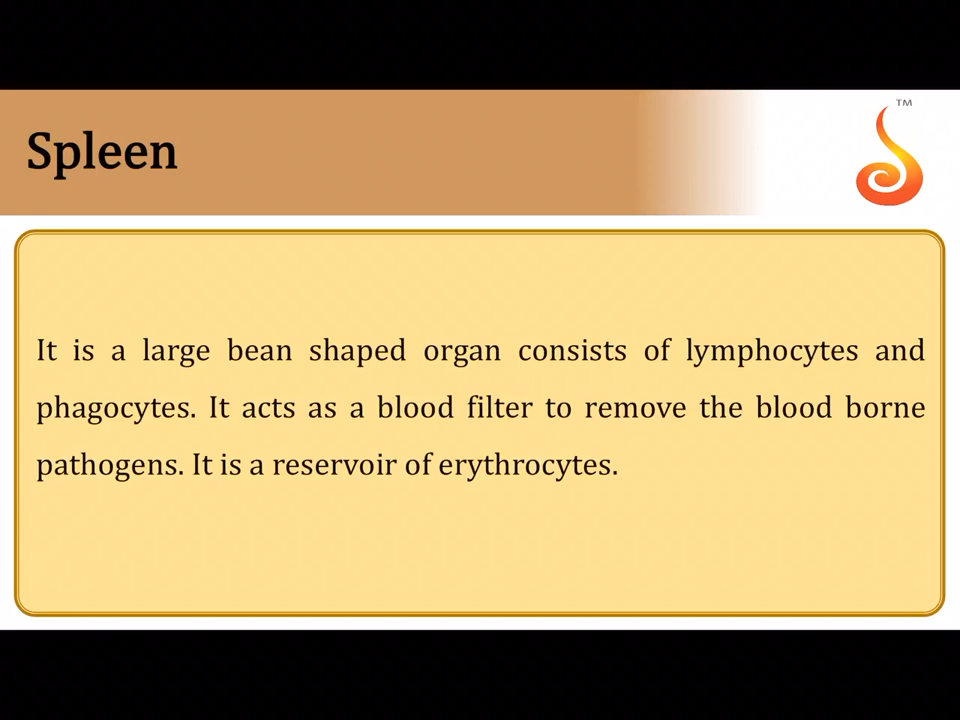 TM
Spleen
It is a large bean shaped organ consists of lymphocytes and
phagocytes. It acts as a blood filter to remove the blood borne
pathogens. It is a reservoir of erythrocytes.